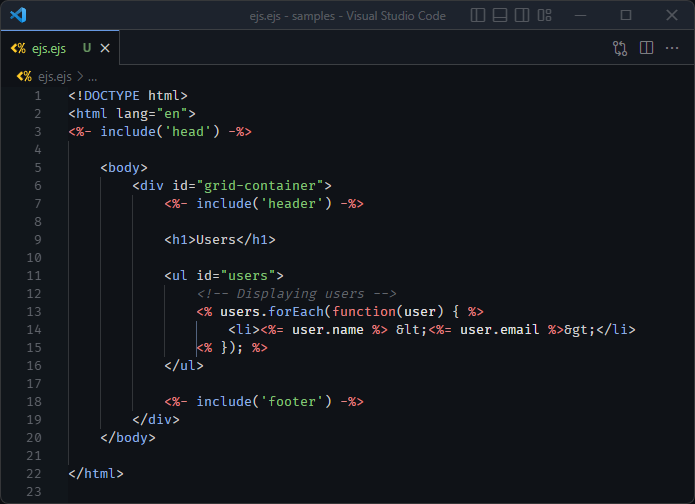 ejs.ejs - samples - Visual Studio Code
<% ejs.ejs U
<% ejs.ejs > ...
1 <!DOCTYPE html>
2 <html lang="en">
3 <%- include('head') -%>
4
5     <body>
6         <div id="grid-container">
7             <%- include('header') -%>
8
9             <h1>Users</h1>
10
11             <ul id="users">
12                 <!-- Displaying users -->
13                 <% users.forEach(function(user) { %>
14                     <li><%= user.name %> &lt;<%= user.email %>&gt;</li>
15                 <% }); %>
16             </ul>
17
18             <%- include('footer') -%>
19         </div>
20     </body>
21
22 </html>
23